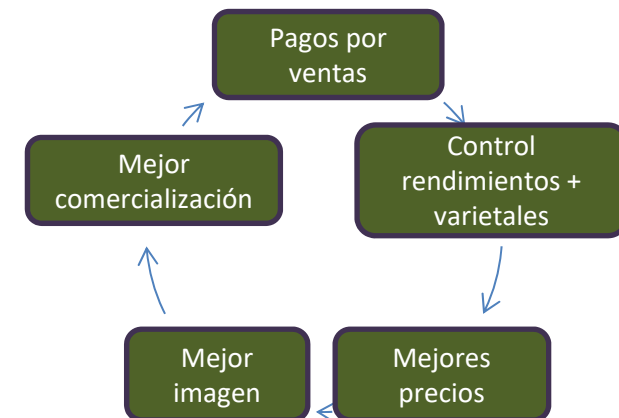 Pagos por
ventas
Control
rendimientos +
varietales
Mejores
precios
Mejor
imagen
Mejor
comercialización